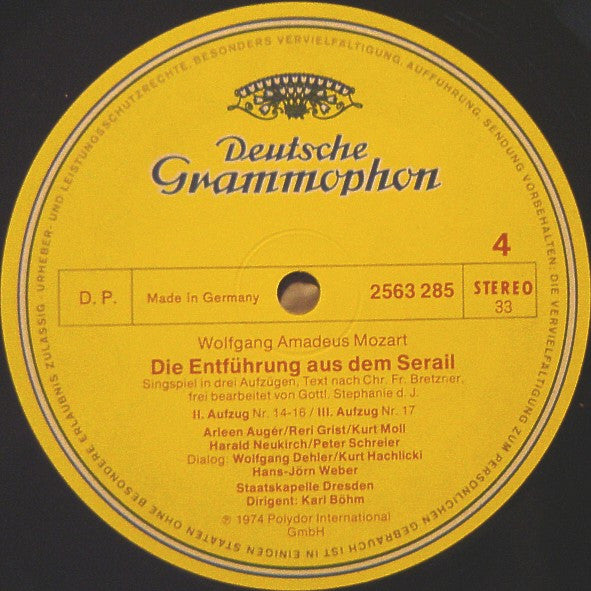 Deutsche
Grammophon
4
D. P.
Made in Germany
2563 285
STEREO
33
Wolfgang Amadeus Mozart
Die Entführung aus dem Serail
Singspiel in drei Aufzügen, Text nach Chr. Fr. Bretzner,
frei bearbeitet von Gottl. Stephanie d. J.
II. Aufzug Nr. 14-16 / III. Aufzug Nr. 17
Arleen Augér/Reri Grist/Kurt Moll
Harald Neukirch/Peter Schreier
Dialog: Wolfgang Dehler/Kurt Hachlicki
Hans-Jörn Weber
Staatskapelle Dresden
Dirigent: Karl Böhm
℗ 1974 Polydor International
GmbH
URHEBER- UND LEISTUNGSSCHUTZRECHTE, BESONDERS VERVIELFÄLTIGUNG, AUFFÜHRUNG, SENDUNG VORBEHALTEN; DIE VERVIELFÄLTIGUNG ZUM PERSÖNLICHEN GEBRAUCH IST IN EINIGEN STAATEN OHNE BESONDERE ERLAUBNIS ZULÄSSIG ·